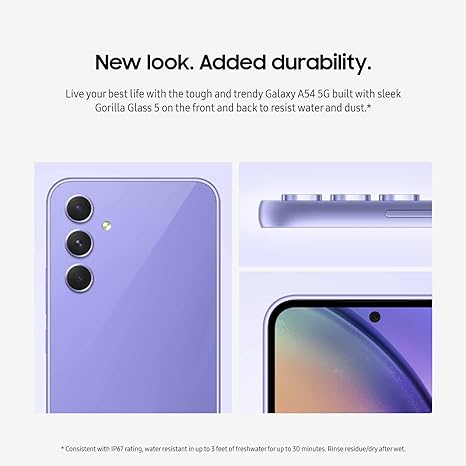 New look. Added durability.
Live your best life with the tough and trendy Galaxy A54 5G built with sleek
Gorilla Glass 5 on the front and back to resist water and dust.*
* Consistent with IP67 rating, water resistant in up to 3 feet of freshwater for up to 30 minutes. Rinse residue/dry after wet.